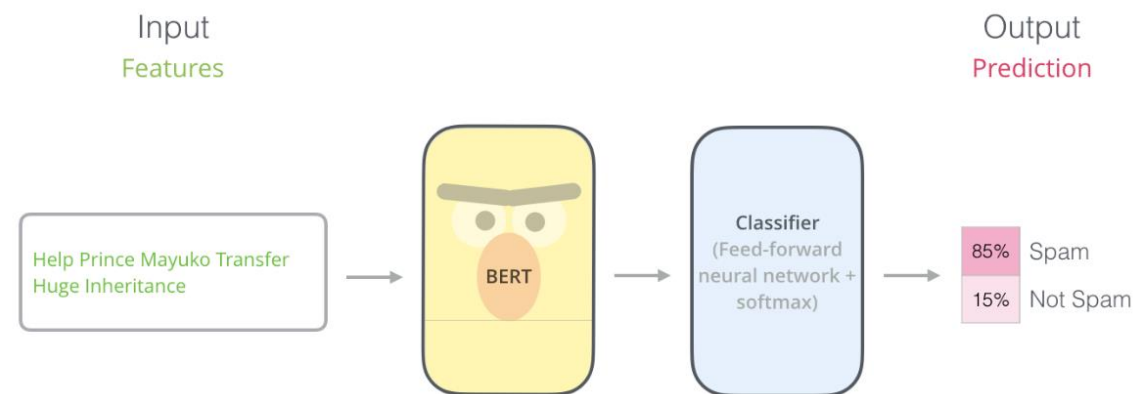 Input
Features
Output
Prediction
Help Prince Mayuko Transfer
Huge Inheritance
BERT
Classifier
(Feed-forward
neural network +
softmax)
85% Spam
15% Not Spam